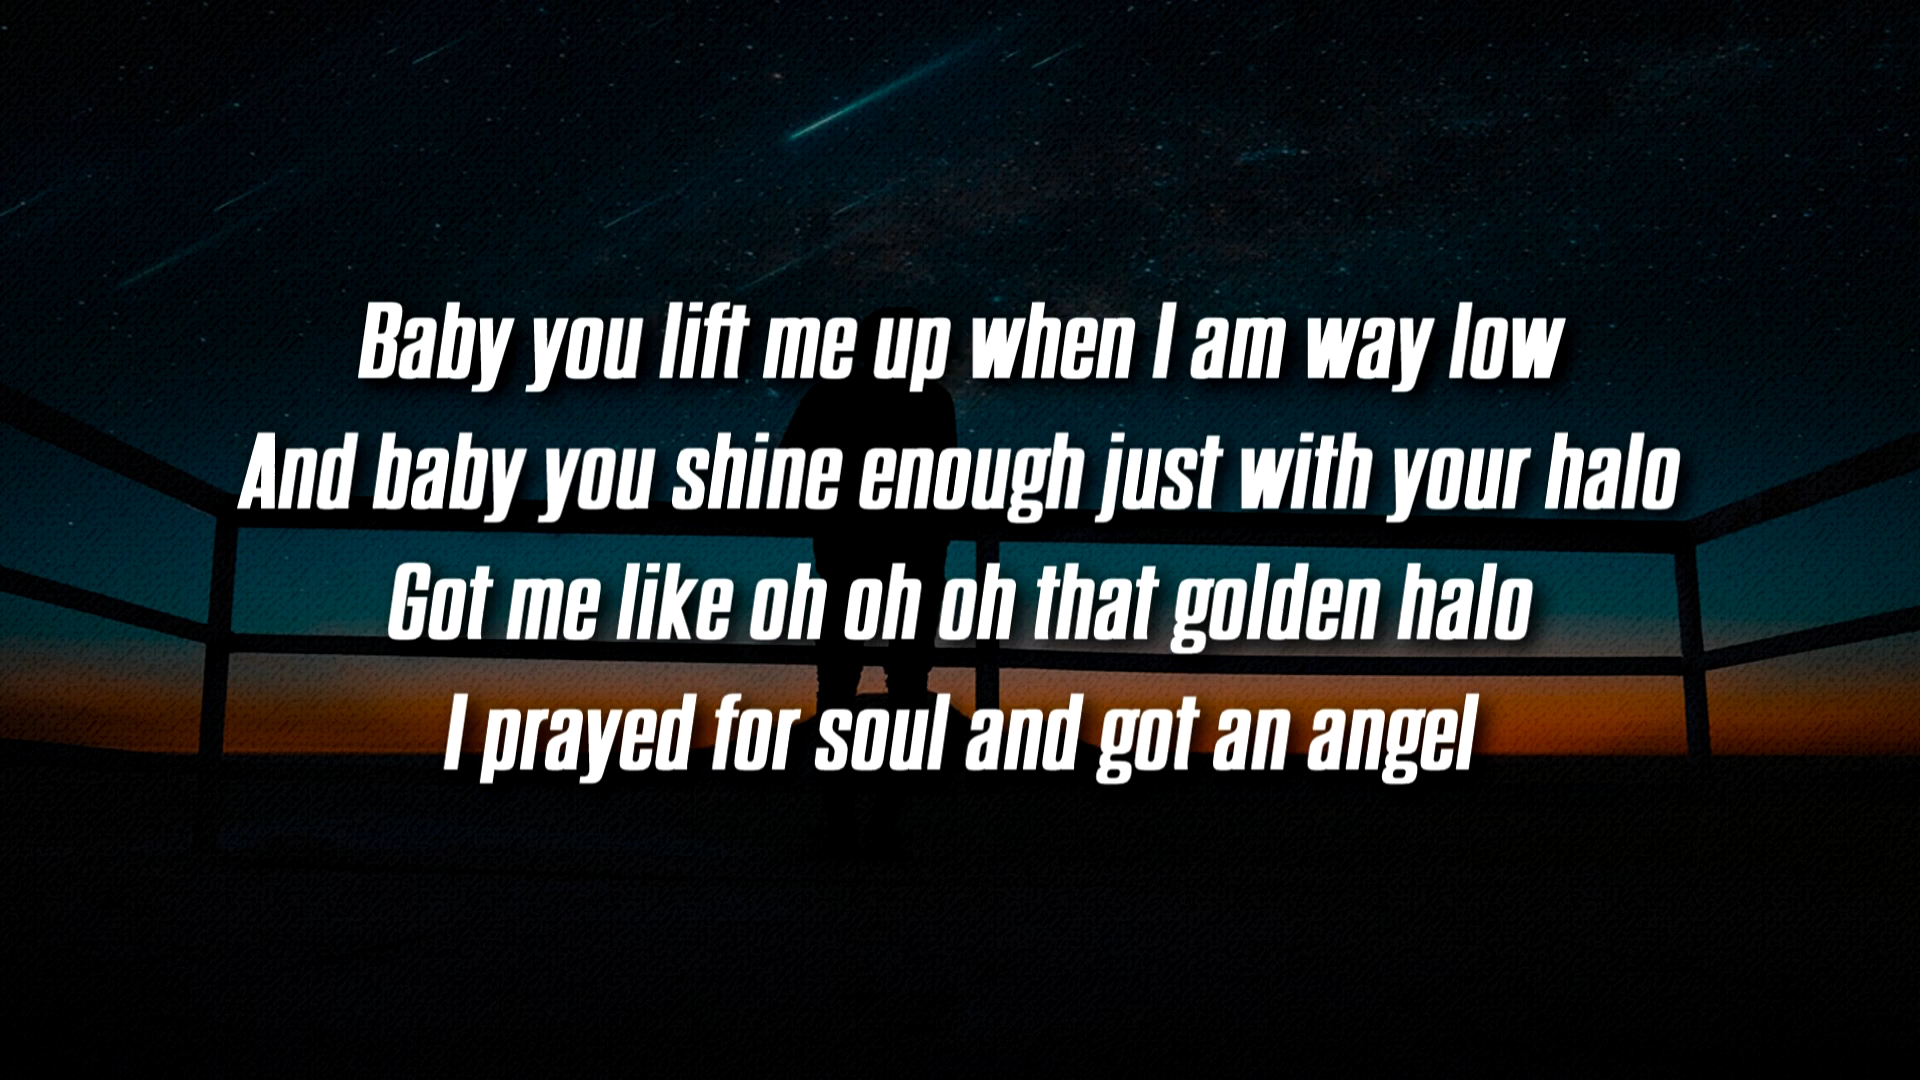 Baby you lift me up when I am way low
And baby you shine enough just with your halo
Got me like oh oh oh that golden halo
I prayed for soul and got an angel